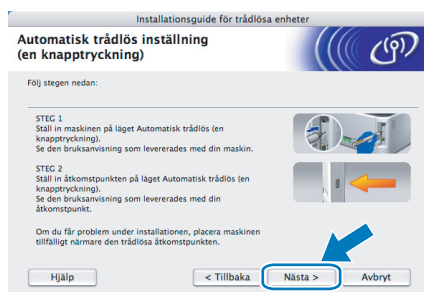 Installationsguide för trådlösa enheter
Automatisk trådlös inställning
(en knapptryckning)
Följ stegen nedan:
STEG 1
Ställ in maskinen på läget Automatisk trådlös (en
knapptryckning).
Se den bruksanvisning som levererades med din maskin.
STEG 2
Ställ in åtkomstpunkten på läget Automatisk trådlös (en
knapptryckning).
Se den bruksanvisning som levererades med din
åtkomstpunkt.
Om du får problem under installationen, placera maskinen
tillfälligt närmare den trådlösa åtkomstpunkten.
Hjälp
< Tillbaka
Nästa >
Avbryt